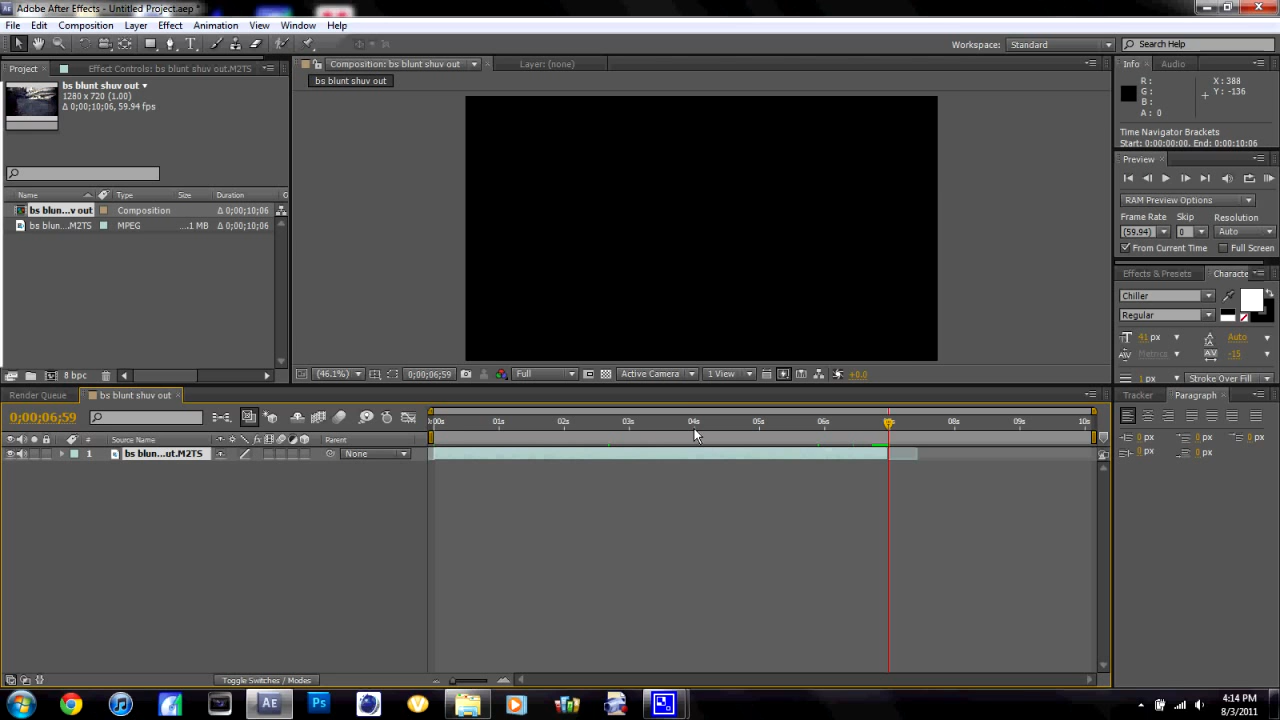 Adobe After Effects - Untitled Project.aep *
File Edit Composition Layer Effect Animation View Window Help
Workspace: Standard Search Help
Project Effect Controls: bs blunt shuv out.M2TS
Composition: bs blunt shuv out Layer: (none)
Info Audio
bs blunt shuv out
1280 x 720 (1.00)
Δ 0;00;10;06, 59.94 fps
bs blunt shuv out
R :
G :
B :
A : 0
X : 388
Y : -136
Time Navigator Brackets
Start: 0:00:00:00. End: 0:00:10:06
Preview
RAM Preview Options
Frame Rate Skip Resolution
(59.94) 0 Auto
From Current Time Full Screen
Name Type Size Duration
bs blun...v out Composition Δ 0;00;10;06
bs blun....M2TS MPEG ....1 MB Δ 0;00;10;06
Effects & Presets Characte
Chiller
Regular
41 px Auto
Metrics -15
1 px Stroke Over Fill
8 bpc
(46.1%) 0;00;06;59 Full Active Camera 1 View +0.0
Render Queue bs blunt shuv out
Tracker Paragraph
0;00;06;59
:00s 01s 02s 03s 04s 05s 06s 08s 09s 10s
0 px 0 px 0 px
0 px 0 px
# Source Name Parent
1 bs blun...ut.M2TS None
Toggle Switches / Modes
Ae Ps
4:14 PM
8/3/2011